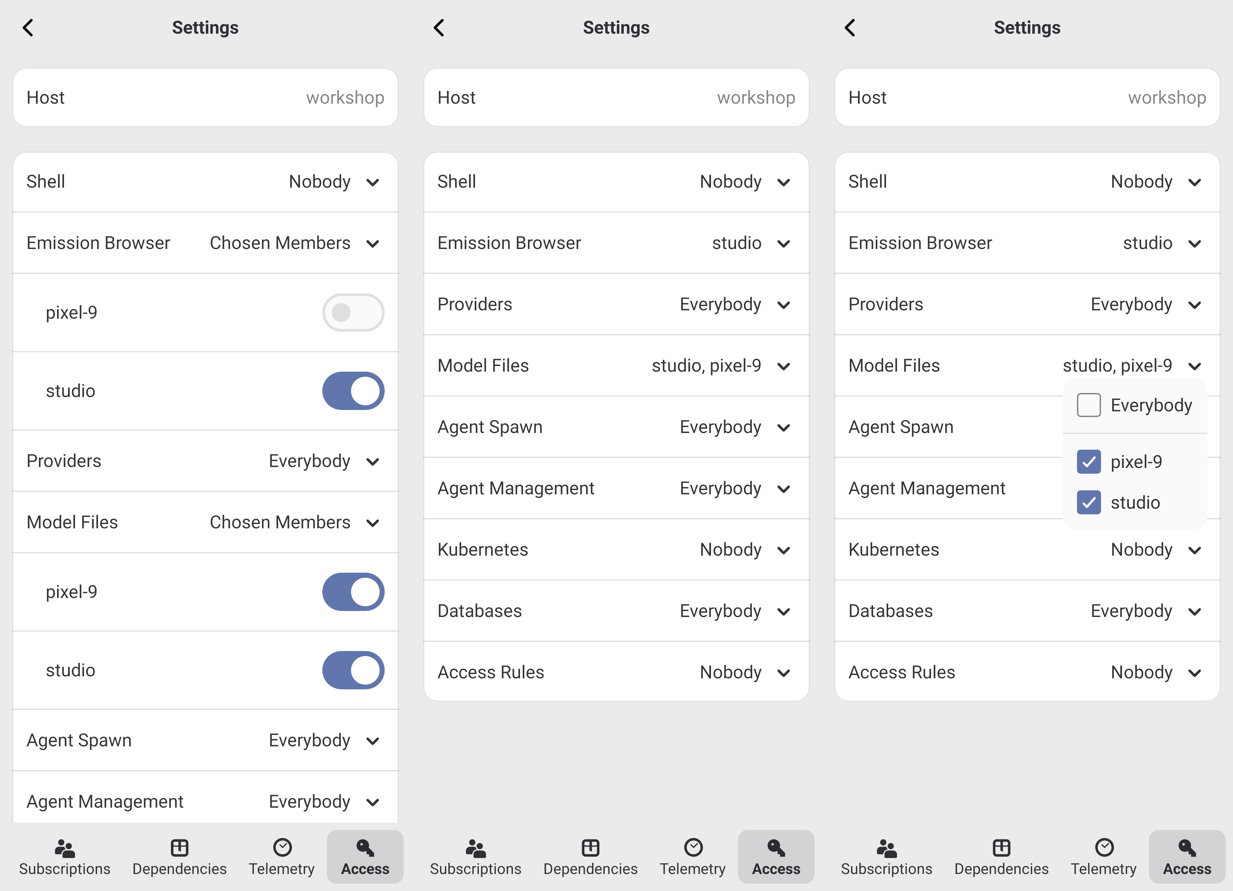 Settings
Host workshop
Shell Nobody
Emission Browser Chosen Members
pixel-9
studio
Providers Everybody
Model Files Chosen Members
pixel-9
studio
Agent Spawn Everybody
Agent Management Everybody
Subscriptions Dependencies Telemetry Access
Settings
Host workshop
Shell Nobody
Emission Browser studio
Providers Everybody
Model Files studio, pixel-9
Agent Spawn Everybody
Agent Management Everybody
Kubernetes Nobody
Databases Everybody
Access Rules Nobody
Subscriptions Dependencies Telemetry Access
Settings
Host workshop
Shell Nobody
Emission Browser studio
Providers Everybody
Model Files studio, pixel-9
Everybody
Agent Spawn
pixel-9
Agent Management
studio
Kubernetes Nobody
Databases Everybody
Access Rules Nobody
Subscriptions Dependencies Telemetry Access